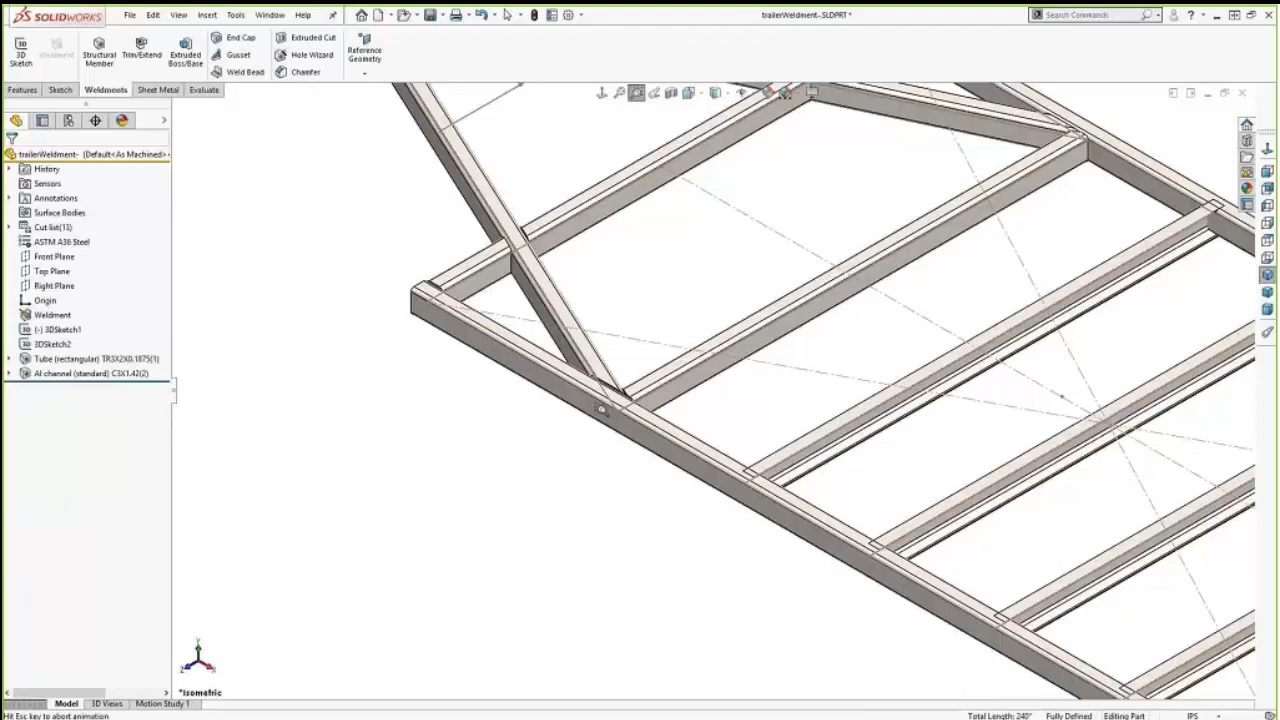 SOLIDWORKS
File Edit View Insert Tools Window Help
trailerWeldment-.SLDPRT *
Search Commands
?
3D Sketch
Weldment
Structural Member
Trim/Extend
Extruded Boss/Base
End Cap
Gusset
Weld Bead
Extruded Cut
Hole Wizard
Chamfer
Reference Geometry
Features Sketch Weldments Sheet Metal Evaluate
trailerWeldment- (Default<As Machined>
History
Sensors
Annotations
Surface Bodies
Cut list(13)
ASTM A36 Steel
Front Plane
Top Plane
Right Plane
Origin
Weldment
(-) 3DSketch1
3DSketch2
Tube (rectangular) TR3X2X0.1875(1)
AI channel (standard) C3X1.42(2)
*Isometric
Model 3D Views Motion Study 1
Hit Esc key to abort animation
Total Length: 240" Fully Defined Editing Part IPS